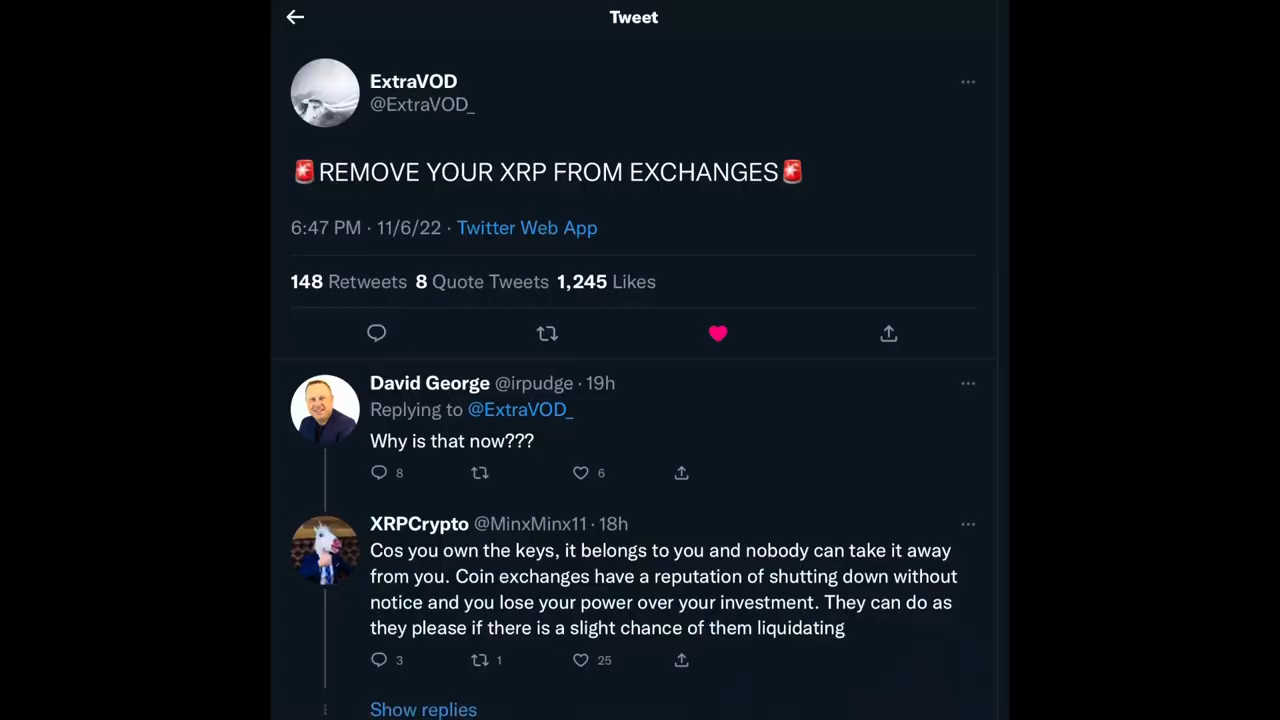 Tweet
ExtraVOD
@ExtraVOD_
🚨REMOVE YOUR XRP FROM EXCHANGES🚨
6:47 PM · 11/6/22 · Twitter Web App
148 Retweets 8 Quote Tweets 1,245 Likes
David George @irpudge · 19h
Replying to @ExtraVOD_
Why is that now???
8 6
XRPCrypto @MinxMinx11 · 18h
Cos you own the keys, it belongs to you and nobody can take it away
from you. Coin exchanges have a reputation of shutting down without
notice and you lose your power over your investment. They can do as
they please if there is a slight chance of them liquidating
3 1 25
Show replies